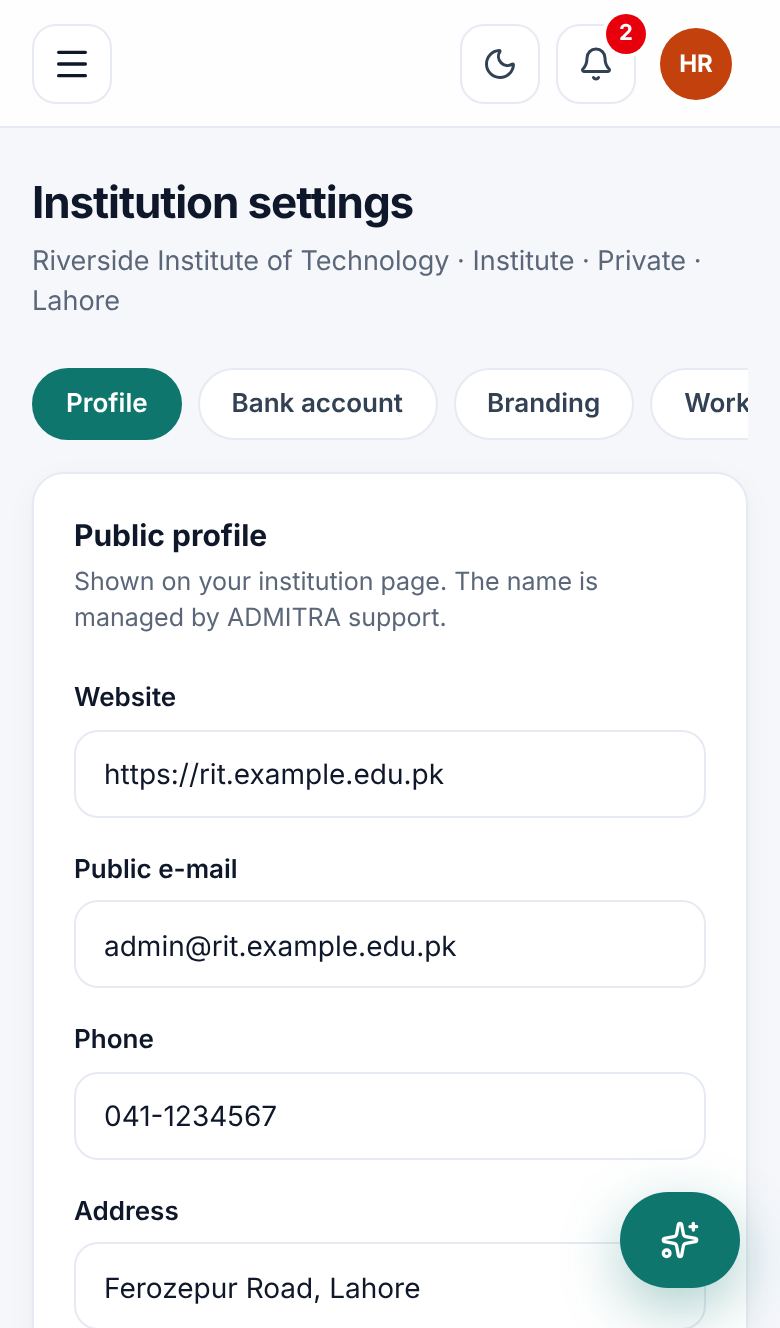 2
HR
Institution settings
Riverside Institute of Technology · Institute · Private ·
Lahore
Profile
Bank account
Branding
Work
Public profile
Shown on your institution page. The name is
managed by ADMITRA support.
Website
https://rit.example.edu.pk
Public e-mail
admin@rit.example.edu.pk
Phone
041-1234567
Address
Ferozepur Road, Lahore